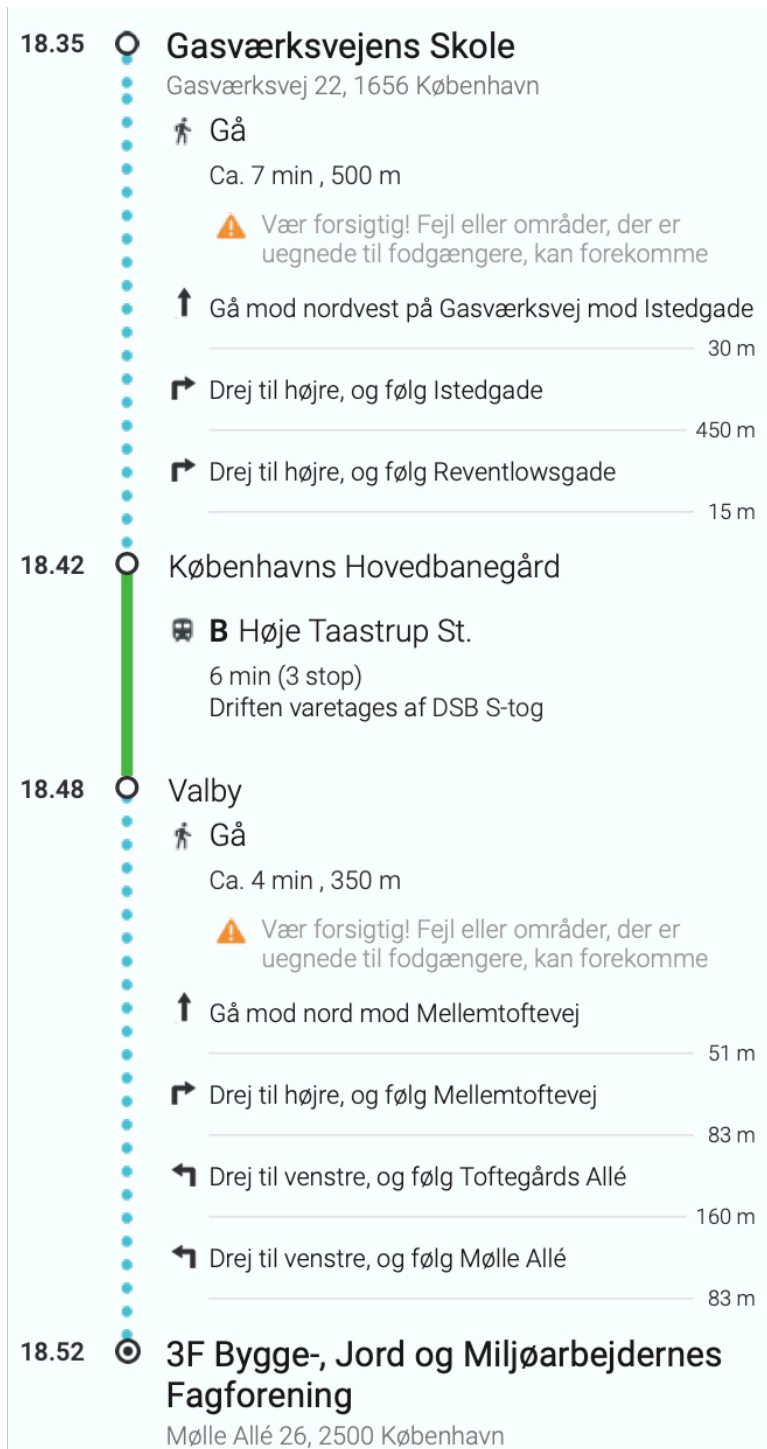 18.35 Gasværksvejens Skole
Gasværksvej 22, 1656 København
Gå
Ca. 7 min , 500 m
Vær forsigtig! Fejl eller områder, der er
uegnede til fodgængere, kan forekomme
Gå mod nordvest på Gasværksvej mod Istedgade
30 m
Drej til højre, og følg Istedgade
450 m
Drej til højre, og følg Reventlowsgade
15 m
18.42 Københavns Hovedbanegård
B Høje Taastrup St.
6 min (3 stop)
Driften varetages af DSB S-tog
18.48 Valby
Gå
Ca. 4 min , 350 m
Vær forsigtig! Fejl eller områder, der er
uegnede til fodgængere, kan forekomme
Gå mod nord mod Mellemtoftevej
51 m
Drej til højre, og følg Mellemtoftevej
83 m
Drej til venstre, og følg Toftegårds Allé
160 m
Drej til venstre, og følg Mølle Allé
83 m
18.52 3F Bygge-, Jord og Miljøarbejdernes
Fagforening
Mølle Allé 26, 2500 København